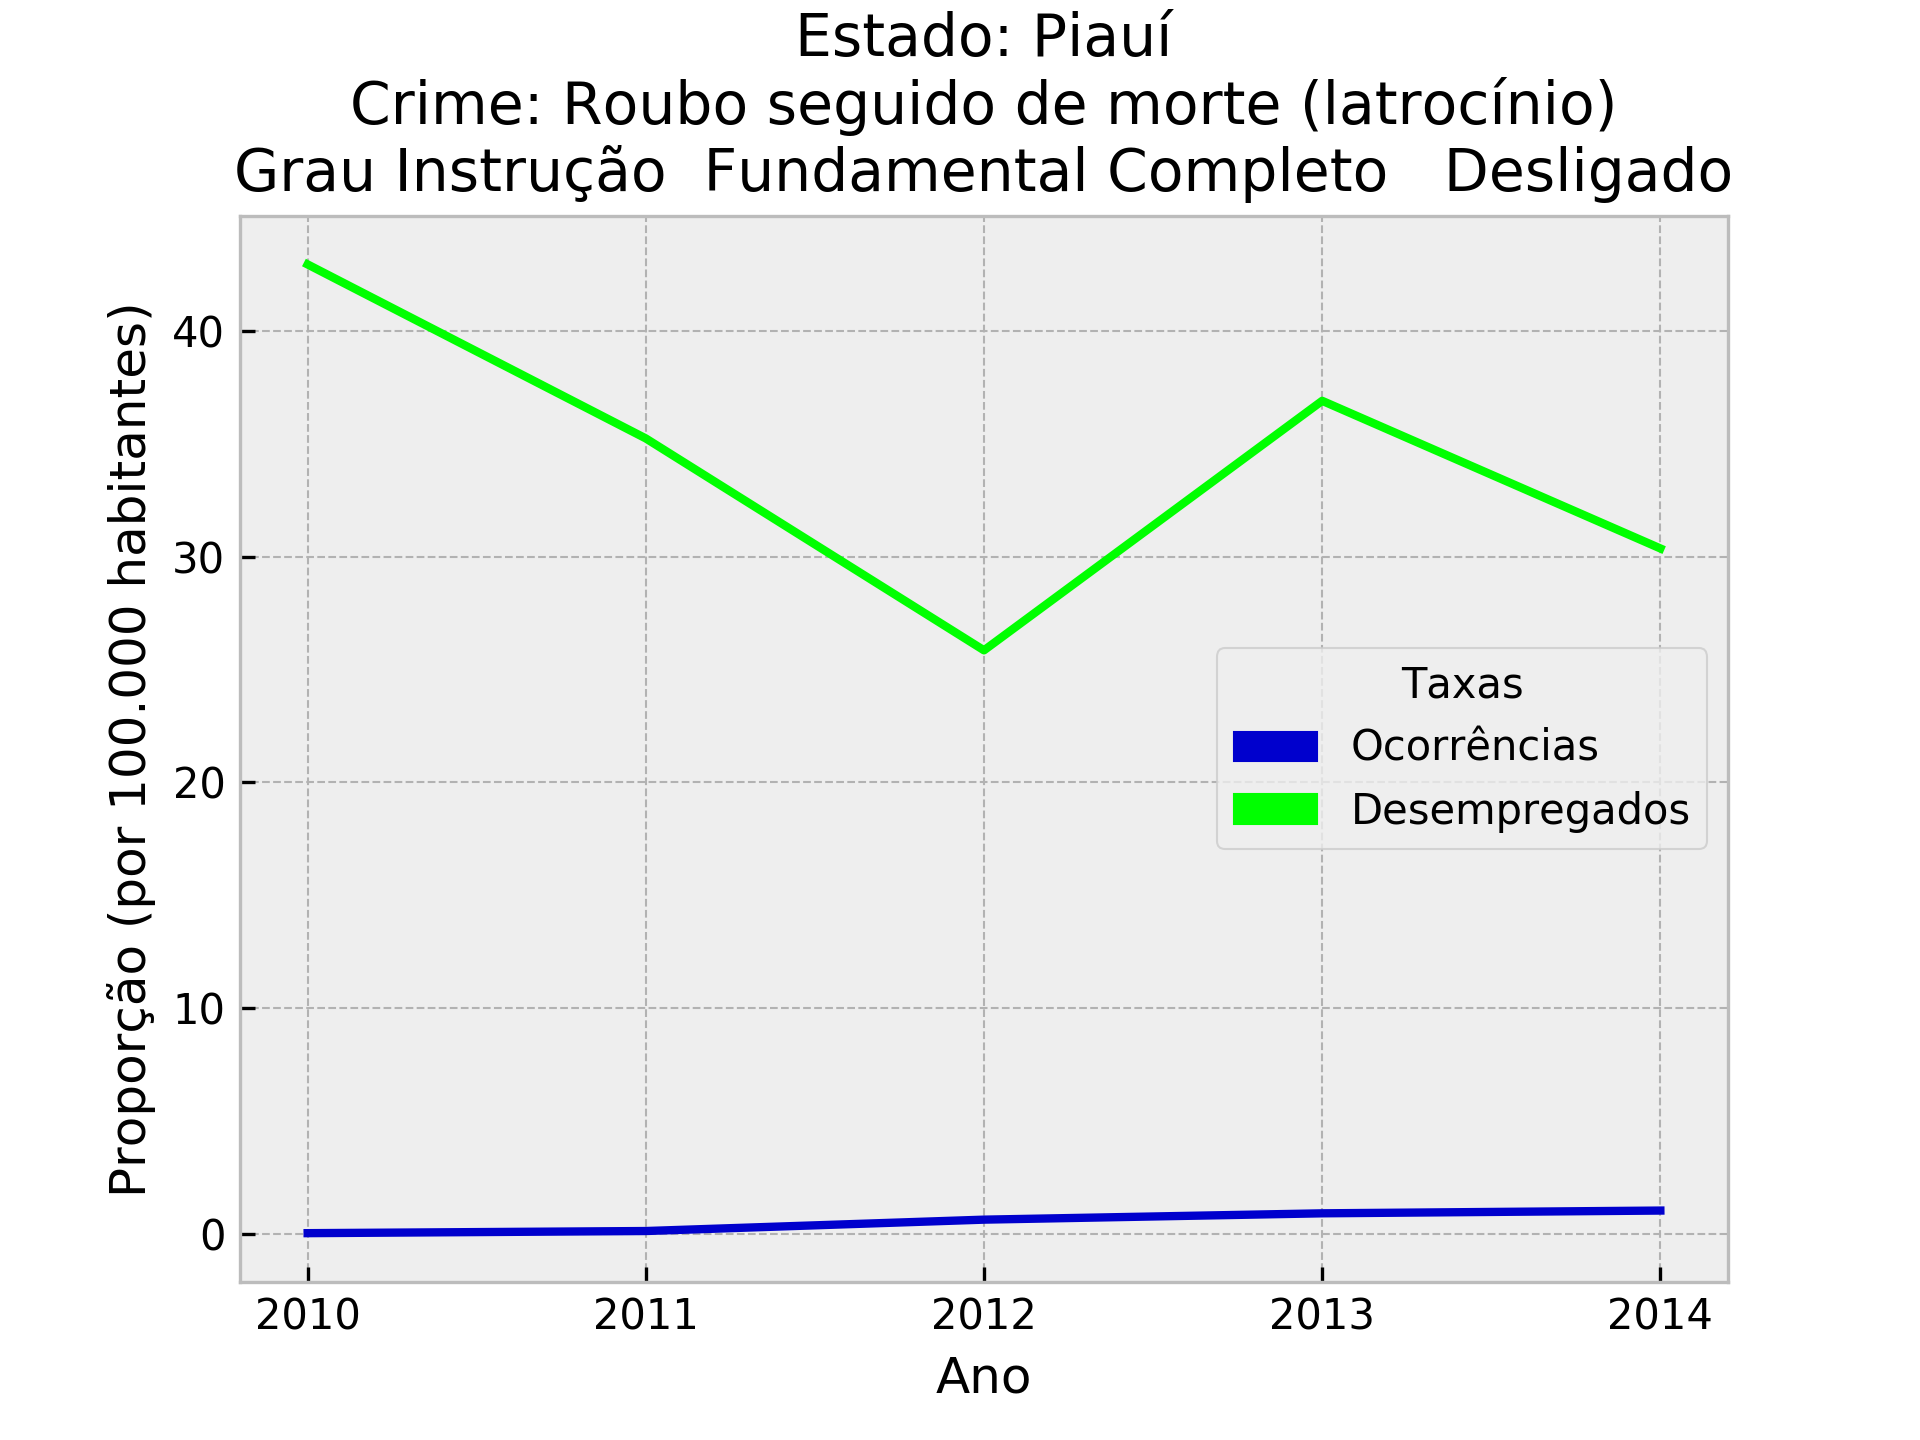 Estado: Piauí
Crime: Roubo seguido de morte (latrocínio)
Grau Instrução  Fundamental Completo   Desligado
Proporção (por 100.000 habitantes)
40
30
20
10
0
Taxas
Ocorrências
Desempregados
2010 2011 2012 2013 2014
Ano